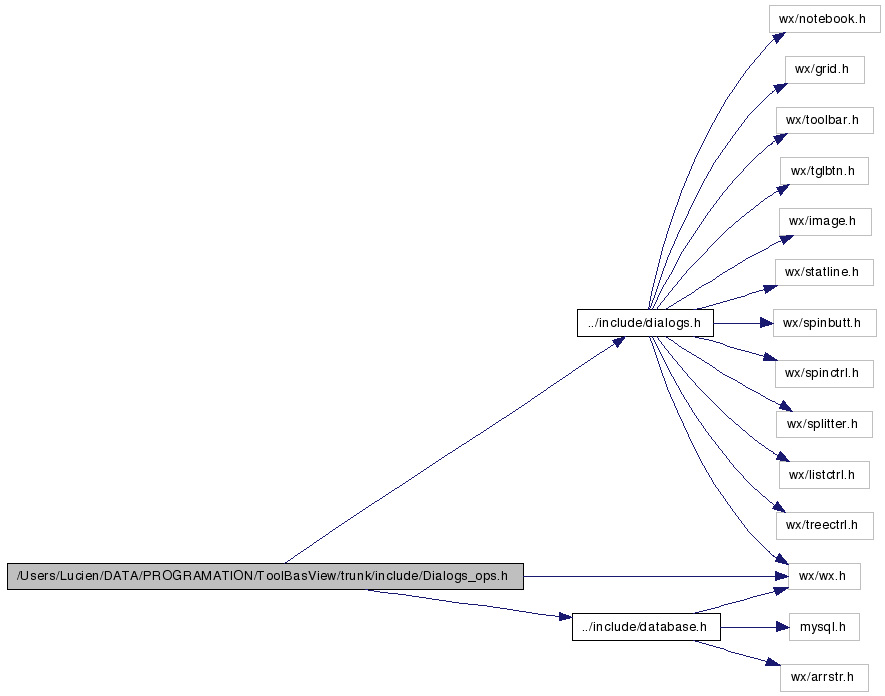 wx/notebook.h
wx/grid.h
wx/toolbar.h
wx/tglbtn.h
wx/image.h
wx/statline.h
../include/dialogs.h
wx/spinbutt.h
wx/spinctrl.h
wx/splitter.h
wx/listctrl.h
wx/treectrl.h
/Users/Lucien/DATA/PROGRAMATION/ToolBasView/trunk/include/Dialogs_ops.h
wx/wx.h
../include/database.h
mysql.h
wx/arrstr.h